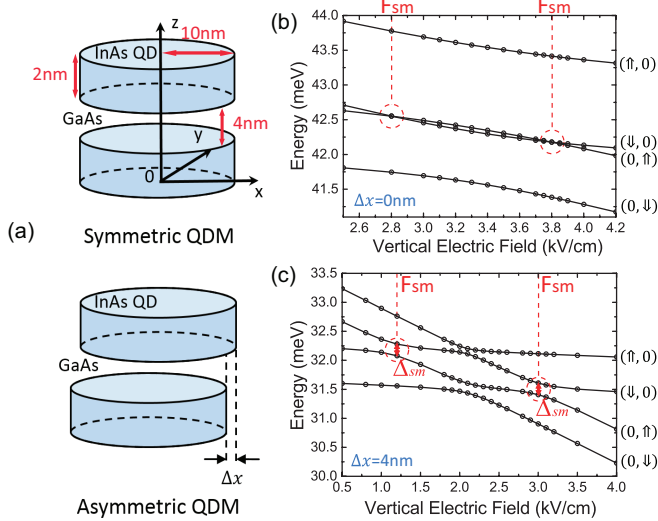 (a)
z
10nm
InAs QD
2nm
GaAs
4nm
y
0
x
Symmetric QDM
InAs QD
GaAs
Δx
Asymmetric QDM
(b)
Fsm
Fsm
44.0
43.5
43.0
42.5
42.0
41.5
Energy (meV)
(⇑,0)
(⇓,0)
(0,⇑)
(0,⇓)
Δx=0nm
2.6 2.8 3.0 3.2 3.4 3.6 3.8 4.0 4.2
Vertical Electric Field (kV/cm)
(c)
Fsm
Fsm
33.5
33.0
32.5
32.0
31.5
31.0
30.5
30.0
Energy (meV)
Δsm
Δsm
(⇑,0)
(⇓,0)
(0,⇑)
(0,⇓)
Δx=4nm
0.5 1.0 1.5 2.0 2.5 3.0 3.5 4.0
Vertical Electric Field (kV/cm)